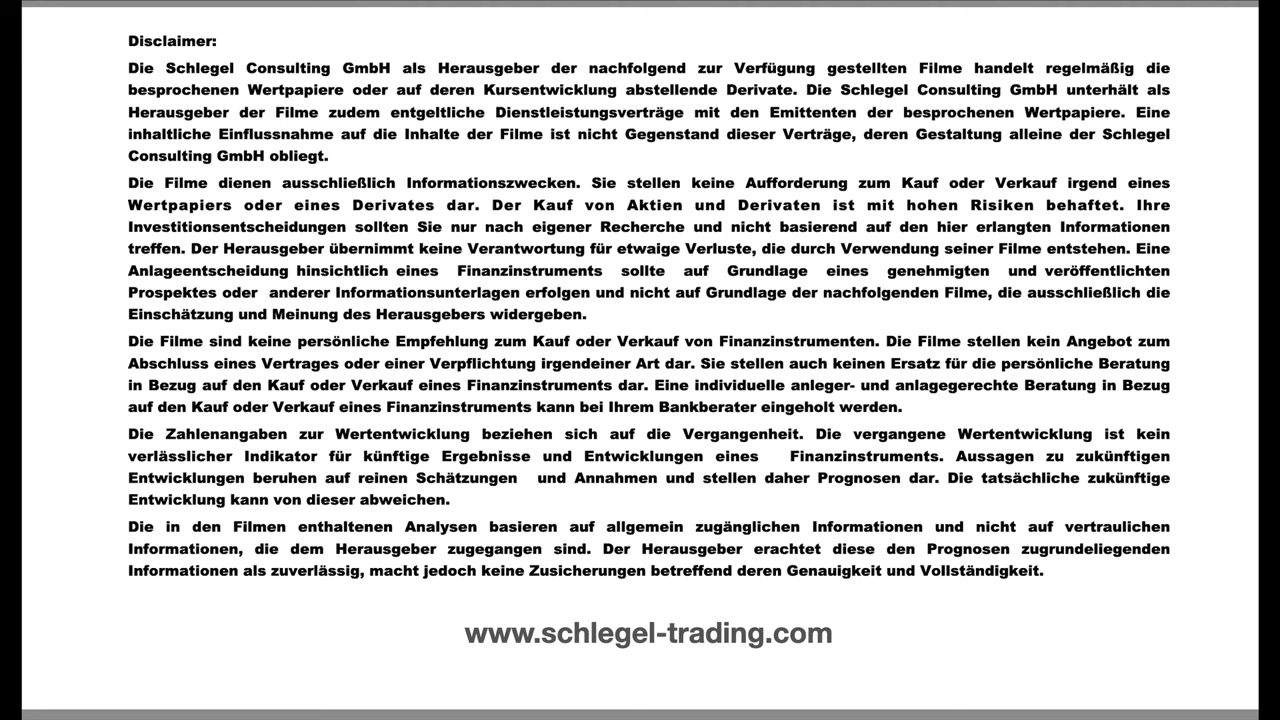 Disclaimer:
Die Schlegel Consulting GmbH als Herausgeber der nachfolgend zur Verfügung gestellten Filme handelt regelmäßig die
besprochenen Wertpapiere oder auf deren Kursentwicklung abstellende Derivate. Die Schlegel Consulting GmbH unterhält als
Herausgeber der Filme zudem entgeltliche Dienstleistungsverträge mit den Emittenten der besprochenen Wertpapiere. Eine
inhaltliche Einflussnahme auf die Inhalte der Filme ist nicht Gegenstand dieser Verträge, deren Gestaltung alleine der Schlegel
Consulting GmbH obliegt.
Die Filme dienen ausschließlich Informationszwecken. Sie stellen keine Aufforderung zum Kauf oder Verkauf irgend eines
Wertpapiers oder eines Derivates dar. Der Kauf von Aktien und Derivaten ist mit hohen Risiken behaftet. Ihre
Investitionsentscheidungen sollten Sie nur nach eigener Recherche und nicht basierend auf den hier erlangten Informationen
treffen. Der Herausgeber übernimmt keine Verantwortung für etwaige Verluste, die durch Verwendung seiner Filme entstehen. Eine
Anlageentscheidung hinsichtlich eines Finanzinstruments sollte auf Grundlage eines genehmigten und veröffentlichten
Prospektes oder anderer Informationsunterlagen erfolgen und nicht auf Grundlage der nachfolgenden Filme, die ausschließlich die
Einschätzung und Meinung des Herausgebers widergeben.
Die Filme sind keine persönliche Empfehlung zum Kauf oder Verkauf von Finanzinstrumenten. Die Filme stellen kein Angebot zum
Abschluss eines Vertrages oder einer Verpflichtung irgendeiner Art dar. Sie stellen auch keinen Ersatz für die persönliche Beratung
in Bezug auf den Kauf oder Verkauf eines Finanzinstruments dar. Eine individuelle anleger- und anlagegerechte Beratung in Bezug
auf den Kauf oder Verkauf eines Finanzinstruments kann bei Ihrem Bankberater eingeholt werden.
Die Zahlenangaben zur Wertentwicklung beziehen sich auf die Vergangenheit. Die vergangene Wertentwicklung ist kein
verlässlicher Indikator für künftige Ergebnisse und Entwicklungen eines Finanzinstruments. Aussagen zu zukünftigen
Entwicklungen beruhen auf reinen Schätzungen und Annahmen und stellen daher Prognosen dar. Die tatsächliche zukünftige
Entwicklung kann von dieser abweichen.
Die in den Filmen enthaltenen Analysen basieren auf allgemein zugänglichen Informationen und nicht auf vertraulichen
Informationen, die dem Herausgeber zugegangen sind. Der Herausgeber erachtet diese den Prognosen zugrundeliegenden
Informationen als zuverlässig, macht jedoch keine Zusicherungen betreffend deren Genauigkeit und Vollständigkeit.
www.schlegel-trading.com